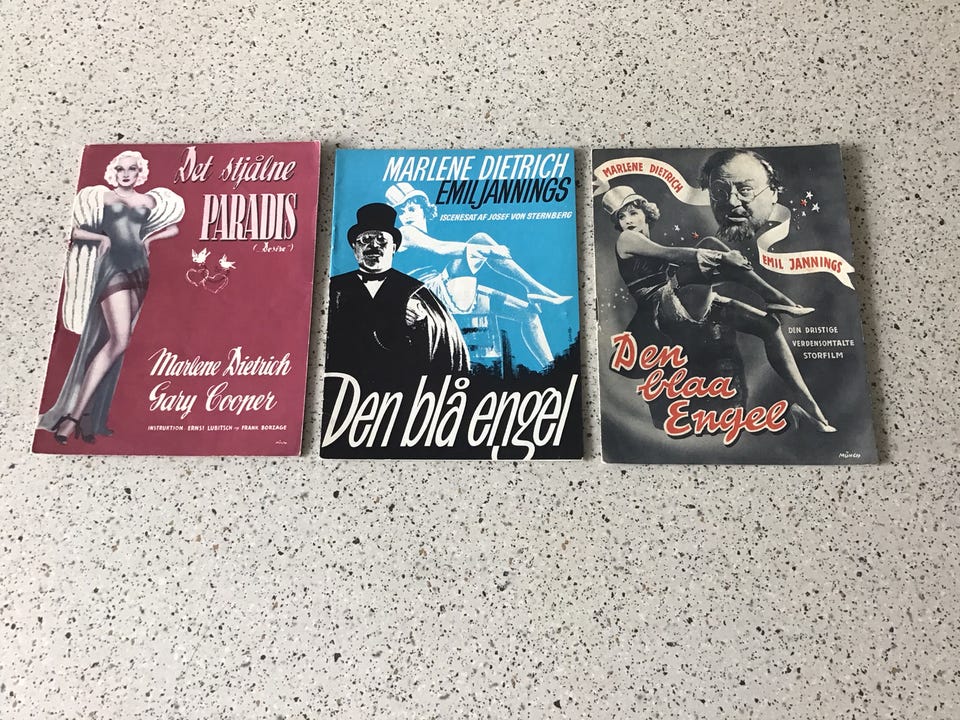 Det stjålne
PARADIS
(„Desire")
Marlene Dietrich
Gary Cooper
INSTRUKTION: ERNST LUBITSCH og FRANK BORZAGE
MARLENE DIETRICH
EMIL JANNINGS
ISCENESAT AF JOSEF VON STERNBERG
Den blå engel
MARLENE DIETRICH
EMIL JANNINGS
DEN DRISTIGE
VERDENSOMTALTE
STORFILM
Den
blaa
Engel
MÜNCH